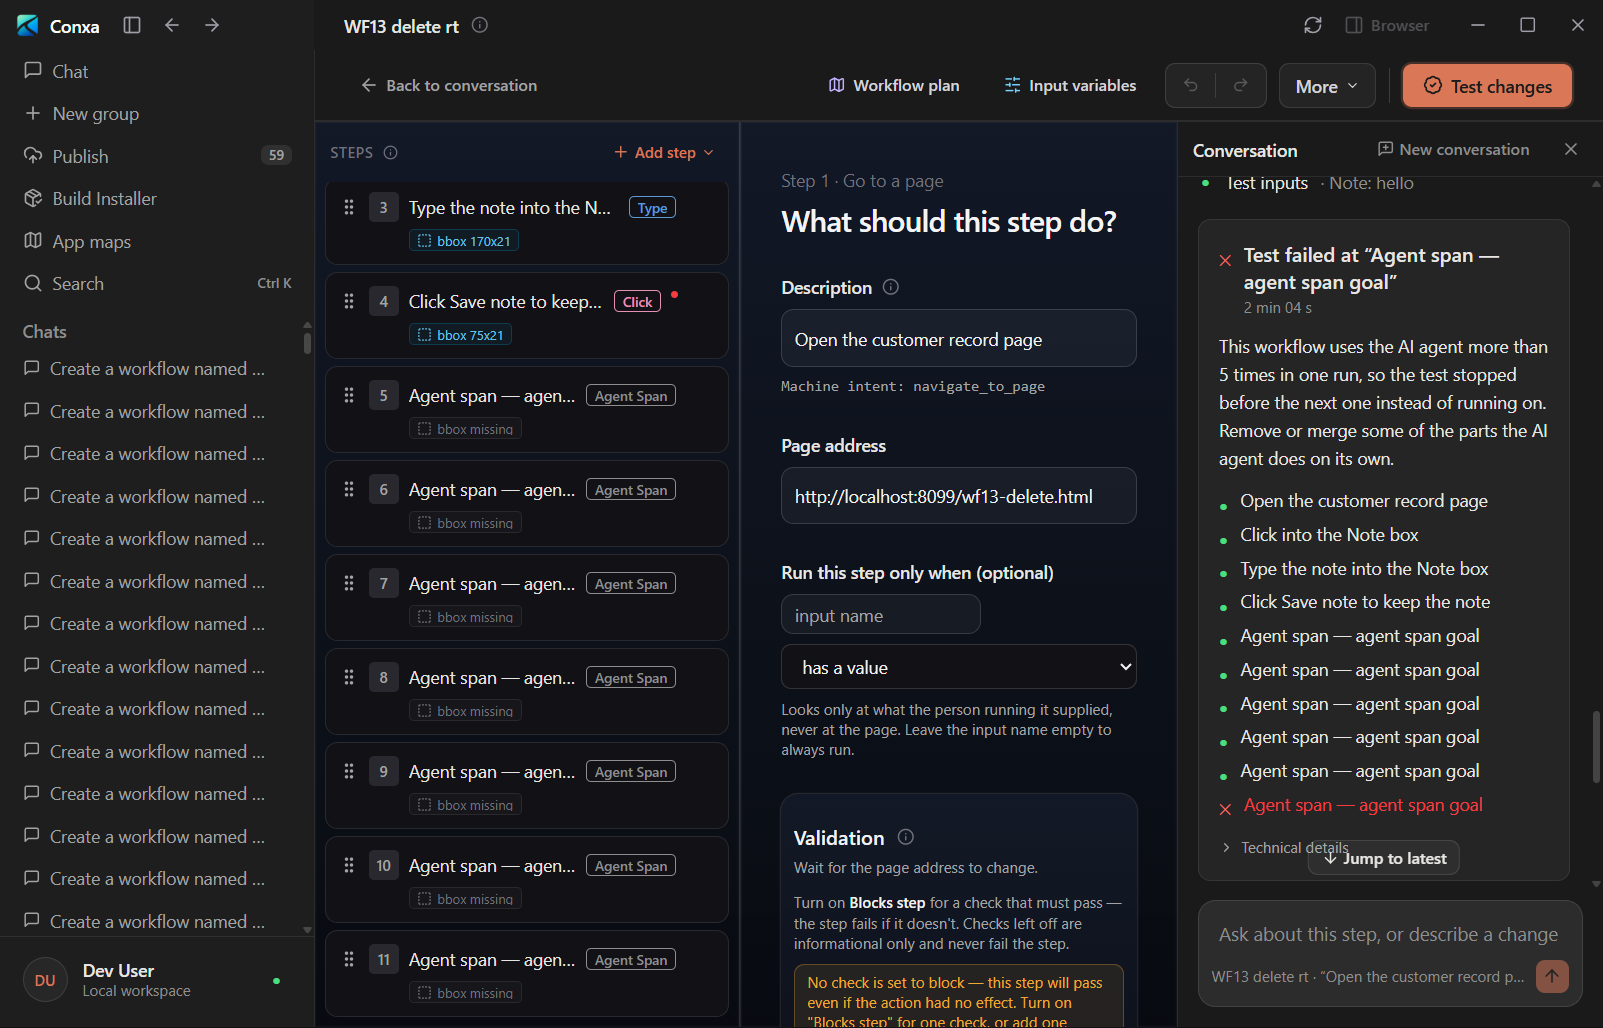 Conxa
WF13 delete rt
Browser
Chat
New group
Publish
59
Build Installer
App maps
Search
Ctrl K
Chats
Create a workflow named ...
Create a workflow named ...
Create a workflow named ...
Create a workflow named ...
Create a workflow named ...
Create a workflow named ...
Create a workflow named ...
Create a workflow named ...
Create a workflow named ...
Create a workflow named ...
Create a workflow named ...
Create a workflow named ...
Create a workflow named ...
Create a workflow named ...
DU
Dev User
Local workspace
Back to conversation
Workflow plan
Input variables
More
Test changes
STEPS
Add step
3
Type the note into the N...
Type
bbox 170x21
4
Click Save note to keep...
Click
bbox 75x21
5
Agent span — agen...
Agent Span
bbox missing
6
Agent span — agen...
Agent Span
bbox missing
7
Agent span — agen...
Agent Span
bbox missing
8
Agent span — agen...
Agent Span
bbox missing
9
Agent span — agen...
Agent Span
bbox missing
10
Agent span — agen...
Agent Span
bbox missing
11
Agent span — agen...
Agent Span
bbox missing
Step 1 · Go to a page
What should this step do?
Description
Open the customer record page
Machine intent: navigate_to_page
Page address
http://localhost:8099/wf13-delete.html
Run this step only when (optional)
input name
has a value
Looks only at what the person running it supplied,
never at the page. Leave the input name empty to
always run.
Validation
Wait for the page address to change.
Turn on Blocks step for a check that must pass —
the step fails if it doesn't. Checks left off are
informational only and never fail the step.
No check is set to block — this step will pass
even if the action had no effect. Turn on
"Blocks step" for one check, or add one
Conversation
New conversation
Test inputs · Note: hello
Test failed at “Agent span —
agent span goal”
2 min 04 s
This workflow uses the AI agent more than
5 times in one run, so the test stopped
before the next one instead of running on.
Remove or merge some of the parts the AI
agent does on its own.
Open the customer record page
Click into the Note box
Type the note into the Note box
Click Save note to keep the note
Agent span — agent span goal
Agent span — agent span goal
Agent span — agent span goal
Agent span — agent span goal
Agent span — agent span goal
Agent span — agent span goal
Technical details
Jump to latest
Ask about this step, or describe a change
WF13 delete rt · “Open the customer record p...